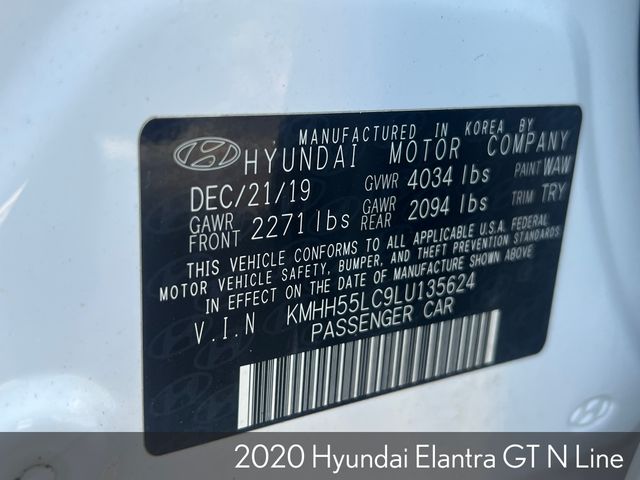 MANUFACTURED IN KOREA BY
HYUNDAI MOTOR COMPANY
DEC/21/19 GVWR 4034 lbs PAINT WAW
GAWR FRONT 2271 lbs GAWR REAR 2094 lbs TRIM TRY
THIS VEHICLE CONFORMS TO ALL APPLICABLE U.S.A. FEDERAL
MOTOR VEHICLE SAFETY, BUMPER, AND THEFT PREVENTION STANDARDS
IN EFFECT ON THE DATE OF MANUFACTURE SHOWN ABOVE.
V.I.N KMHH55LC9LU135624
PASSENGER CAR
2020 Hyundai Elantra GT N Line